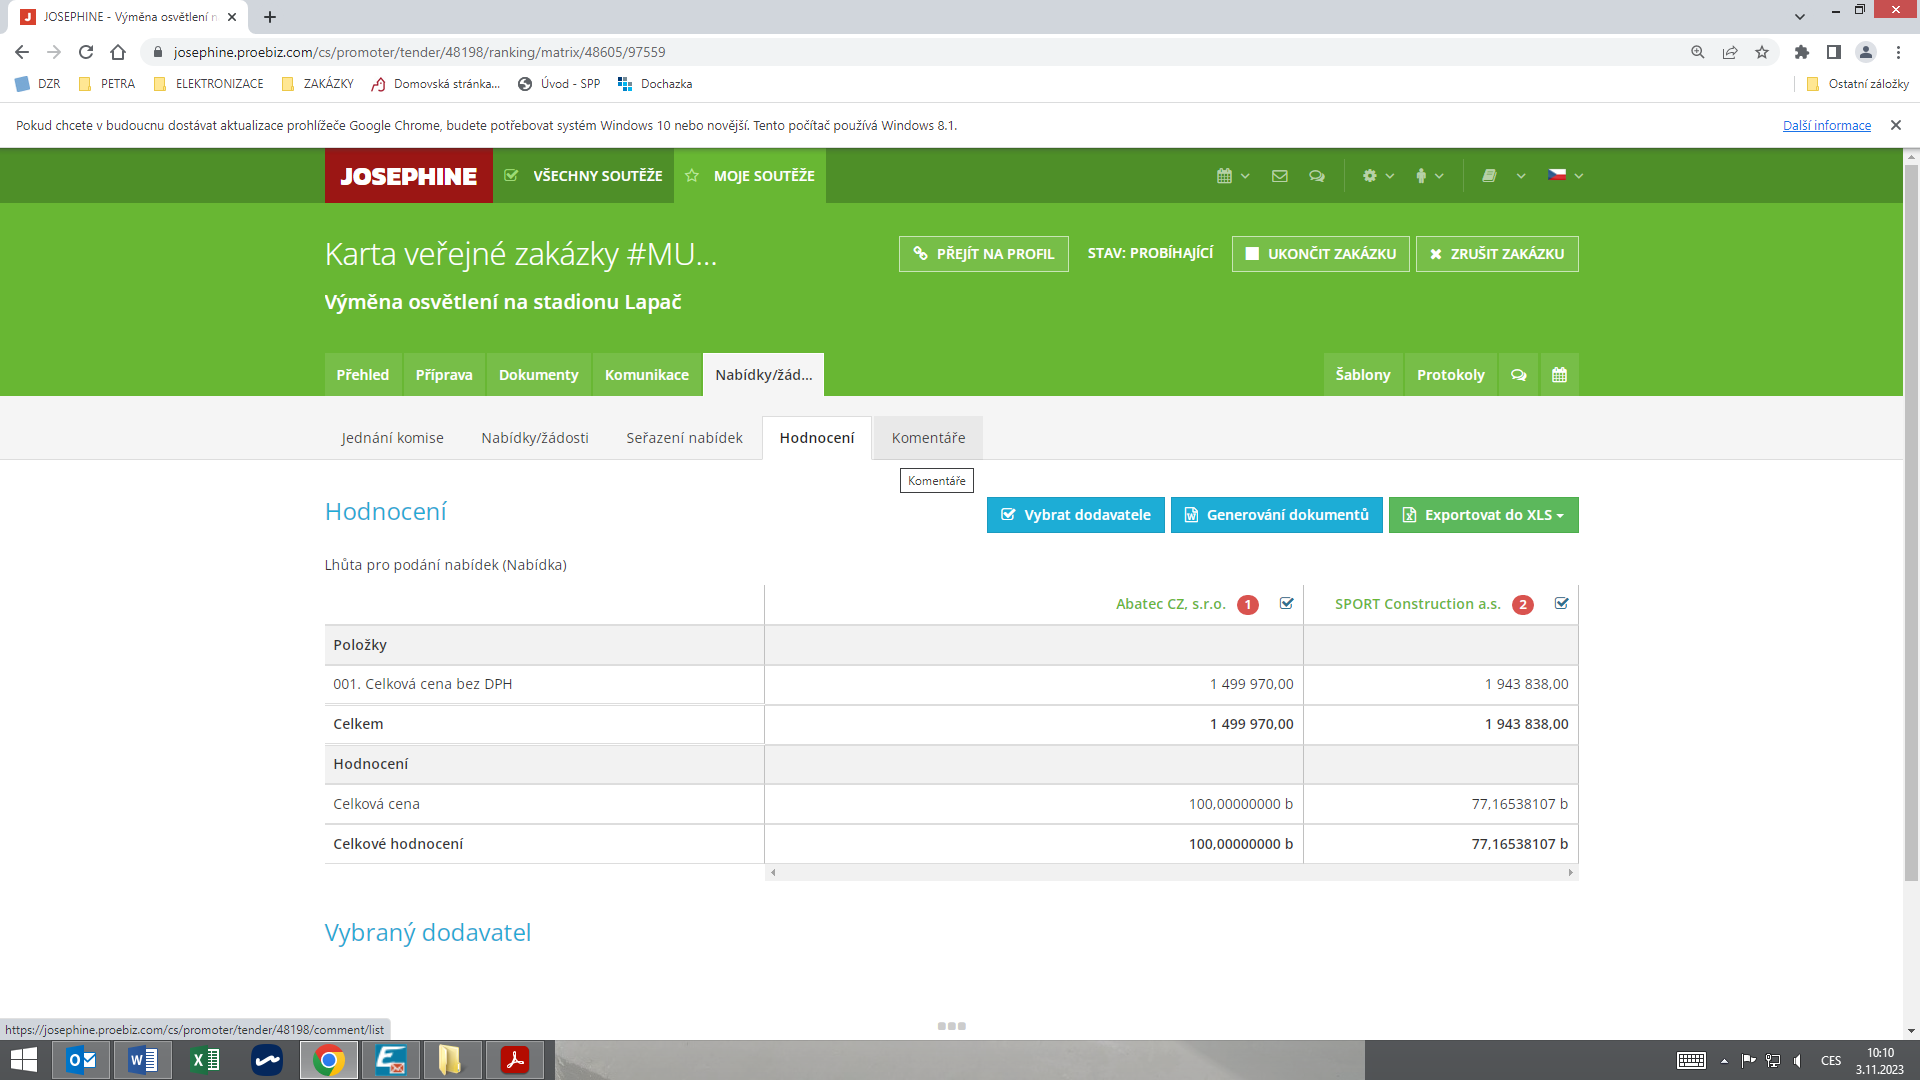 JOSEPHINE - Výměna osvětlení n
josephine.proebiz.com/cs/promoter/tender/48198/ranking/matrix/48605/97559
DZR PETRA ELEKTRONIZACE ZAKÁZKY Domovská stránka... Úvod - SPP Dochazka Ostatní záložky
Pokud chcete v budoucnu dostávat aktualizace prohlížeče Google Chrome, budete potřebovat systém Windows 10 nebo novější. Tento počítač používá Windows 8.1. Další informace
JOSEPHINE VŠECHNY SOUTĚŽE MOJE SOUTĚŽE
Karta veřejné zakázky #MU... PŘEJÍT NA PROFIL STAV: PROBÍHAJÍCÍ UKONČIT ZAKÁZKU ZRUŠIT ZAKÁZKU
Výměna osvětlení na stadionu Lapač
Přehled Příprava Dokumenty Komunikace Nabídky/žád... Šablony Protokoly
Jednání komise Nabídky/žádosti Seřazení nabídek Hodnocení Komentáře
Komentáře
Hodnocení Vybrat dodavatele Generování dokumentů Exportovat do XLS
Lhůta pro podání nabídek (Nabídka)
Abatec CZ, s.r.o. 1 SPORT Construction a.s. 2
Položky
001. Celková cena bez DPH 1 499 970,00 1 943 838,00
Celkem 1 499 970,00 1 943 838,00
Hodnocení
Celková cena 100,00000000 b 77,16538107 b
Celkové hodnocení 100,00000000 b 77,16538107 b
Vybraný dodavatel
https://josephine.proebiz.com/cs/promoter/tender/48198/comment/list
CES 10:10
3.11.2023